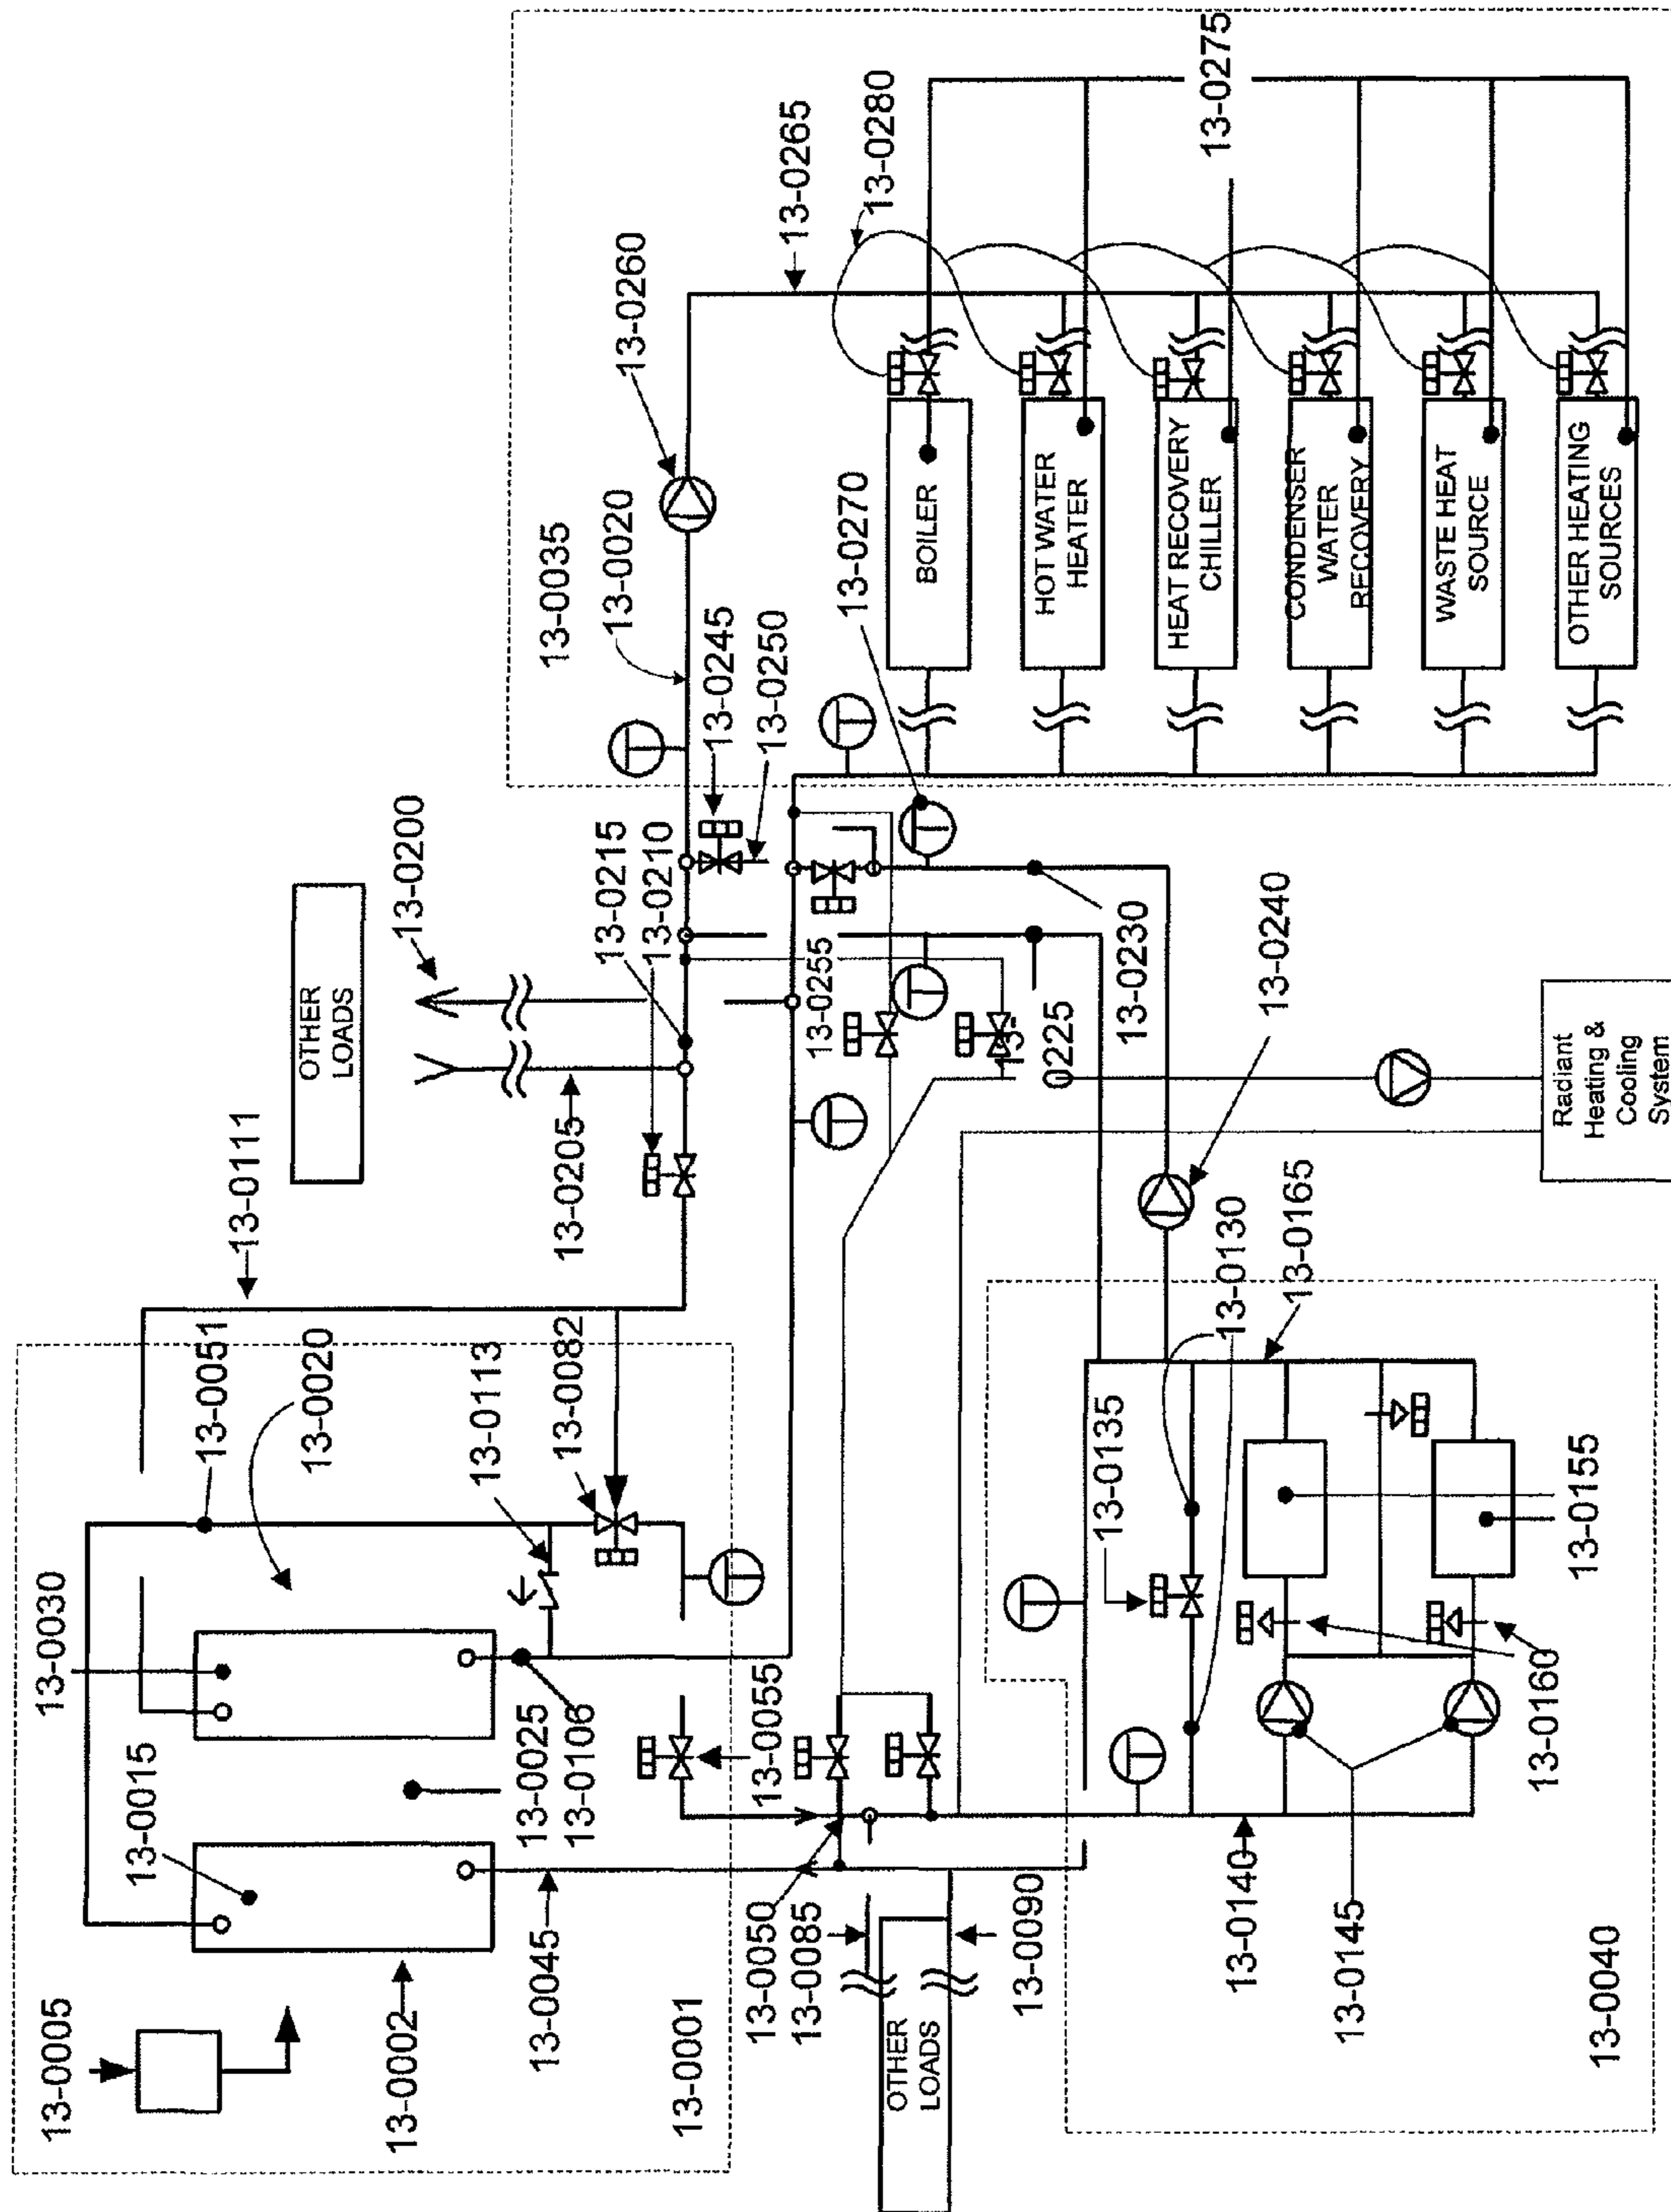 13-0005
13-0002
13-0045
13-0001
13-0015
13-0030
13-0051
13-0020
13-0113
13-0082
13-0025
13-0106
13-0055
13-0111
13-0205
OTHER
LOADS
13-0200
13-0215
13-0210
13-0245
13-0250
13-0035
13-0020
13-0260
13-0265
13-0280
13-0275
13-0255
13-0270
BOILER
HOT WATER
HEATER
HEAT RECOVERY
CHILLER
CONDENSER
WATER
RECOVERY
WASTE HEAT
SOURCE
OTHER HEATING
SOURCES
13-
0225
13-0230
13-0240
Radiant
Heating &
Cooling
System
13-0050
13-0085
OTHER
LOADS
13-0090
13-0130
13-0165
13-0135
13-0140
13-0145
13-0160
13-0155
13-0040
T
T
T
T
T
T
T
T